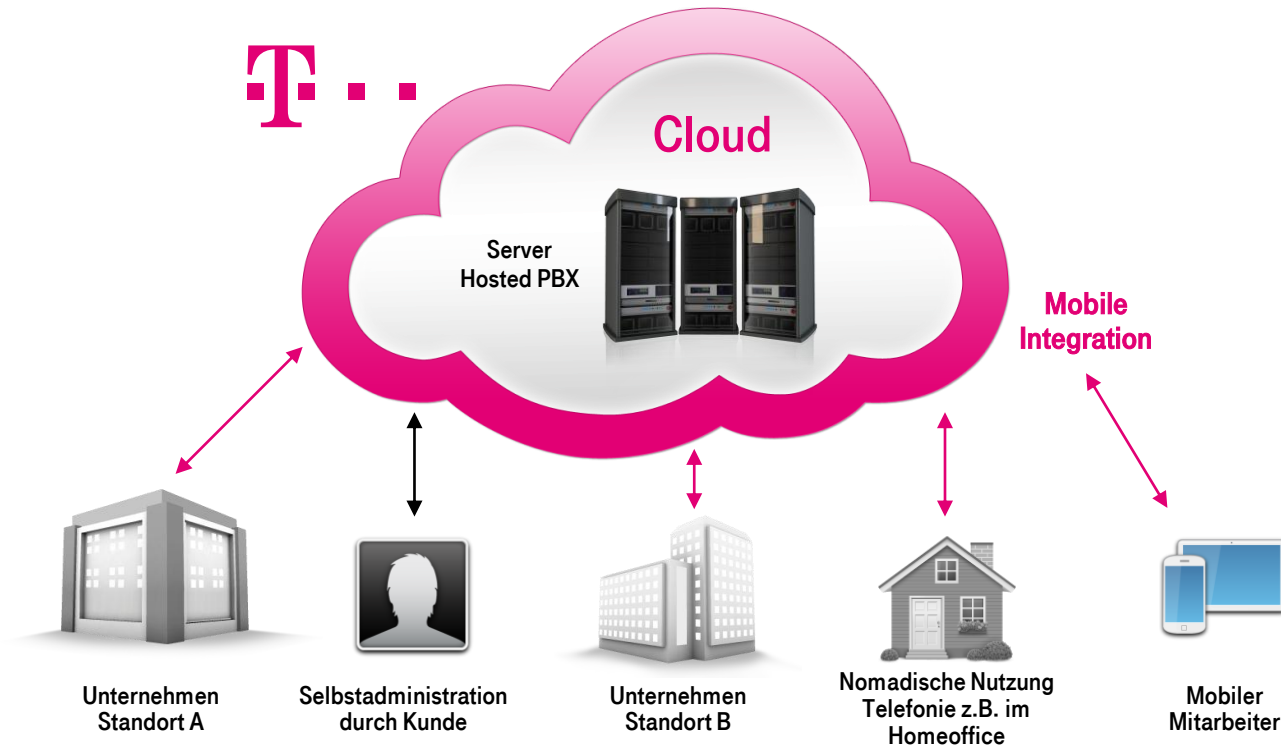 T
Cloud
Server
Hosted PBX
Mobile
Integration
Unternehmen
Standort A
Selbstadministration
durch Kunde
Unternehmen
Standort B
Nomadische Nutzung
Telefonie z.B. im
Homeoffice
Mobiler
Mitarbeiter